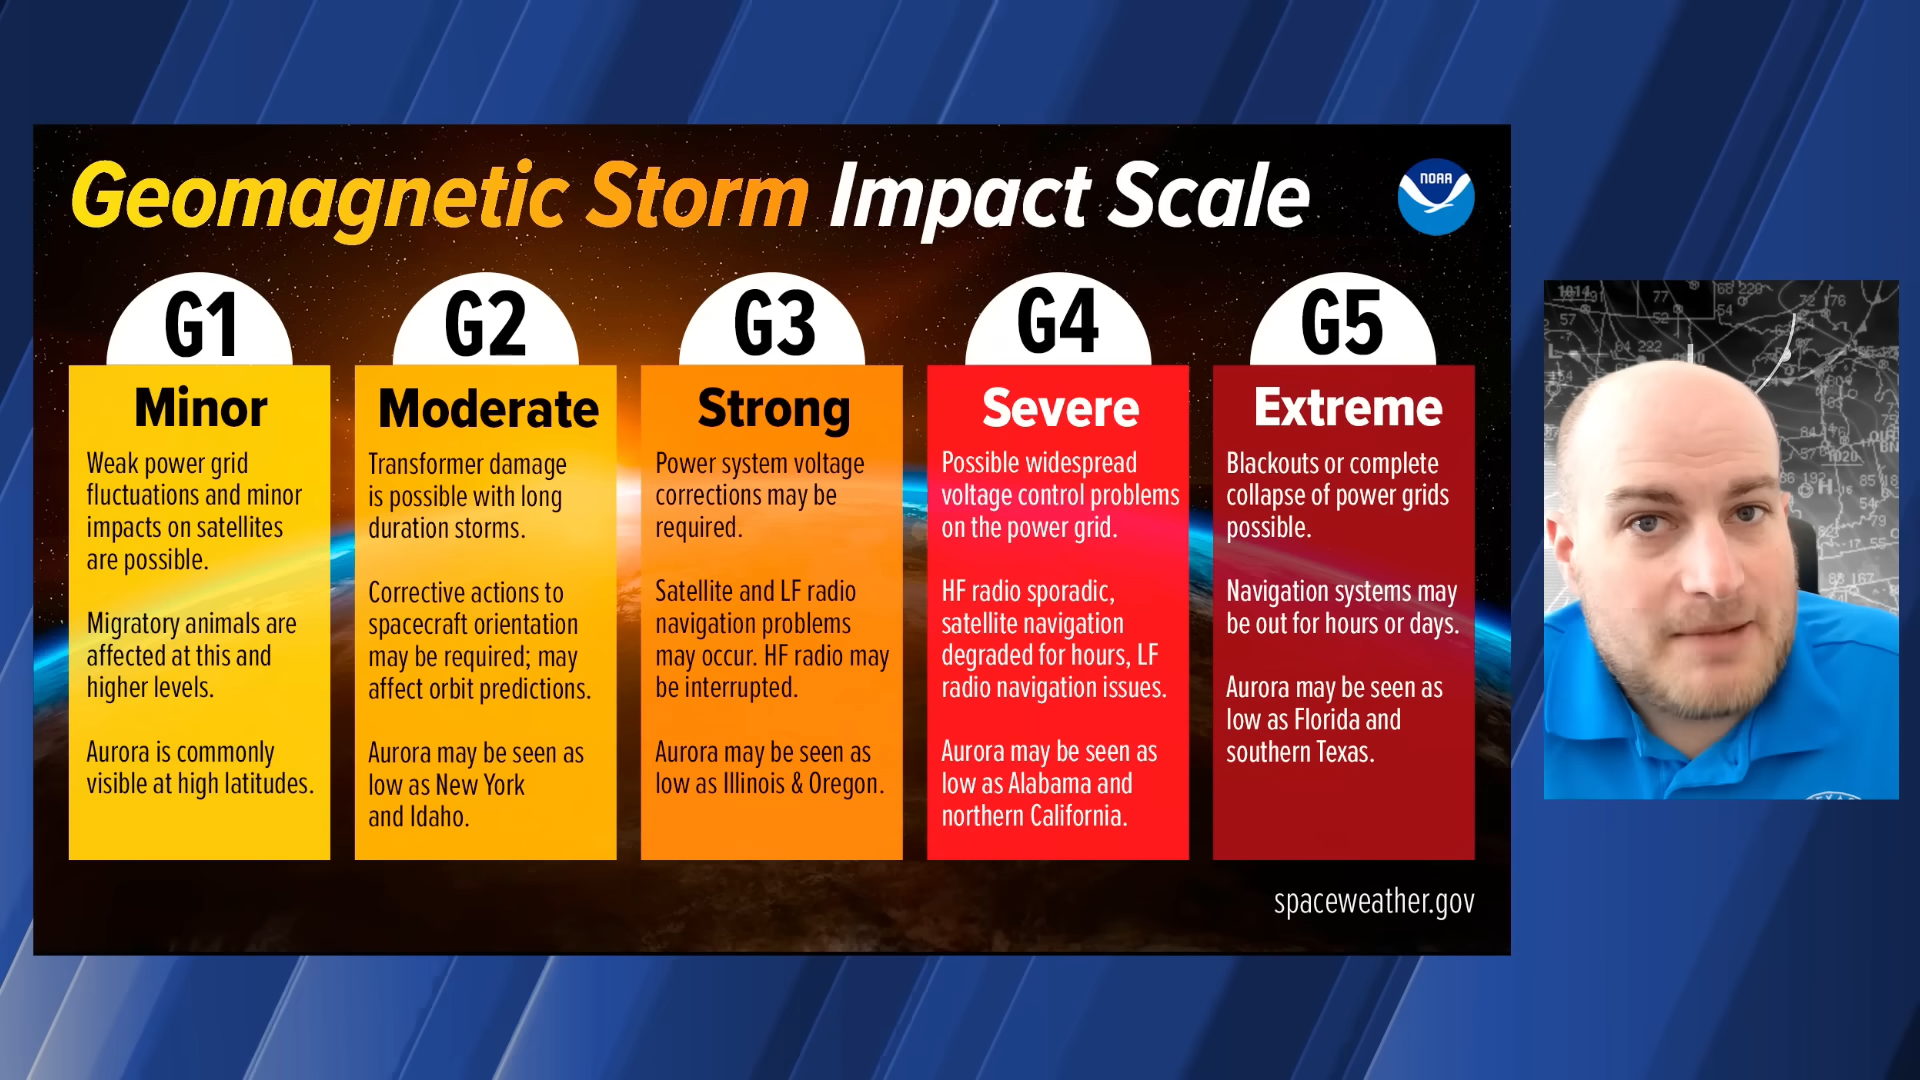 Geomagnetic Storm Impact Scale
NOAA
G1
Minor
Weak power grid
fluctuations and minor
impacts on satellites
are possible.
Migratory animals are
affected at this and
higher levels.
Aurora is commonly
visible at high latitudes.
G2
Moderate
Transformer damage
is possible with long
duration storms.
Corrective actions to
spacecraft orientation
may be required; may
affect orbit predictions.
Aurora may be seen as
low as New York
and Idaho.
G3
Strong
Power system voltage
corrections may be
required.
Satellite and LF radio
navigation problems
may occur. HF radio may
be interrupted.
Aurora may be seen as
low as Illinois & Oregon.
G4
Severe
Possible widespread
voltage control problems
on the power grid.
HF radio sporadic,
satellite navigation
degraded for hours, LF
radio navigation issues.
Aurora may be seen as
low as Alabama and
northern California.
G5
Extreme
Blackouts or complete
collapse of power grids
possible.
Navigation systems may
be out for hours or days.
Aurora may be seen as
low as Florida and
southern Texas.
spaceweather.gov